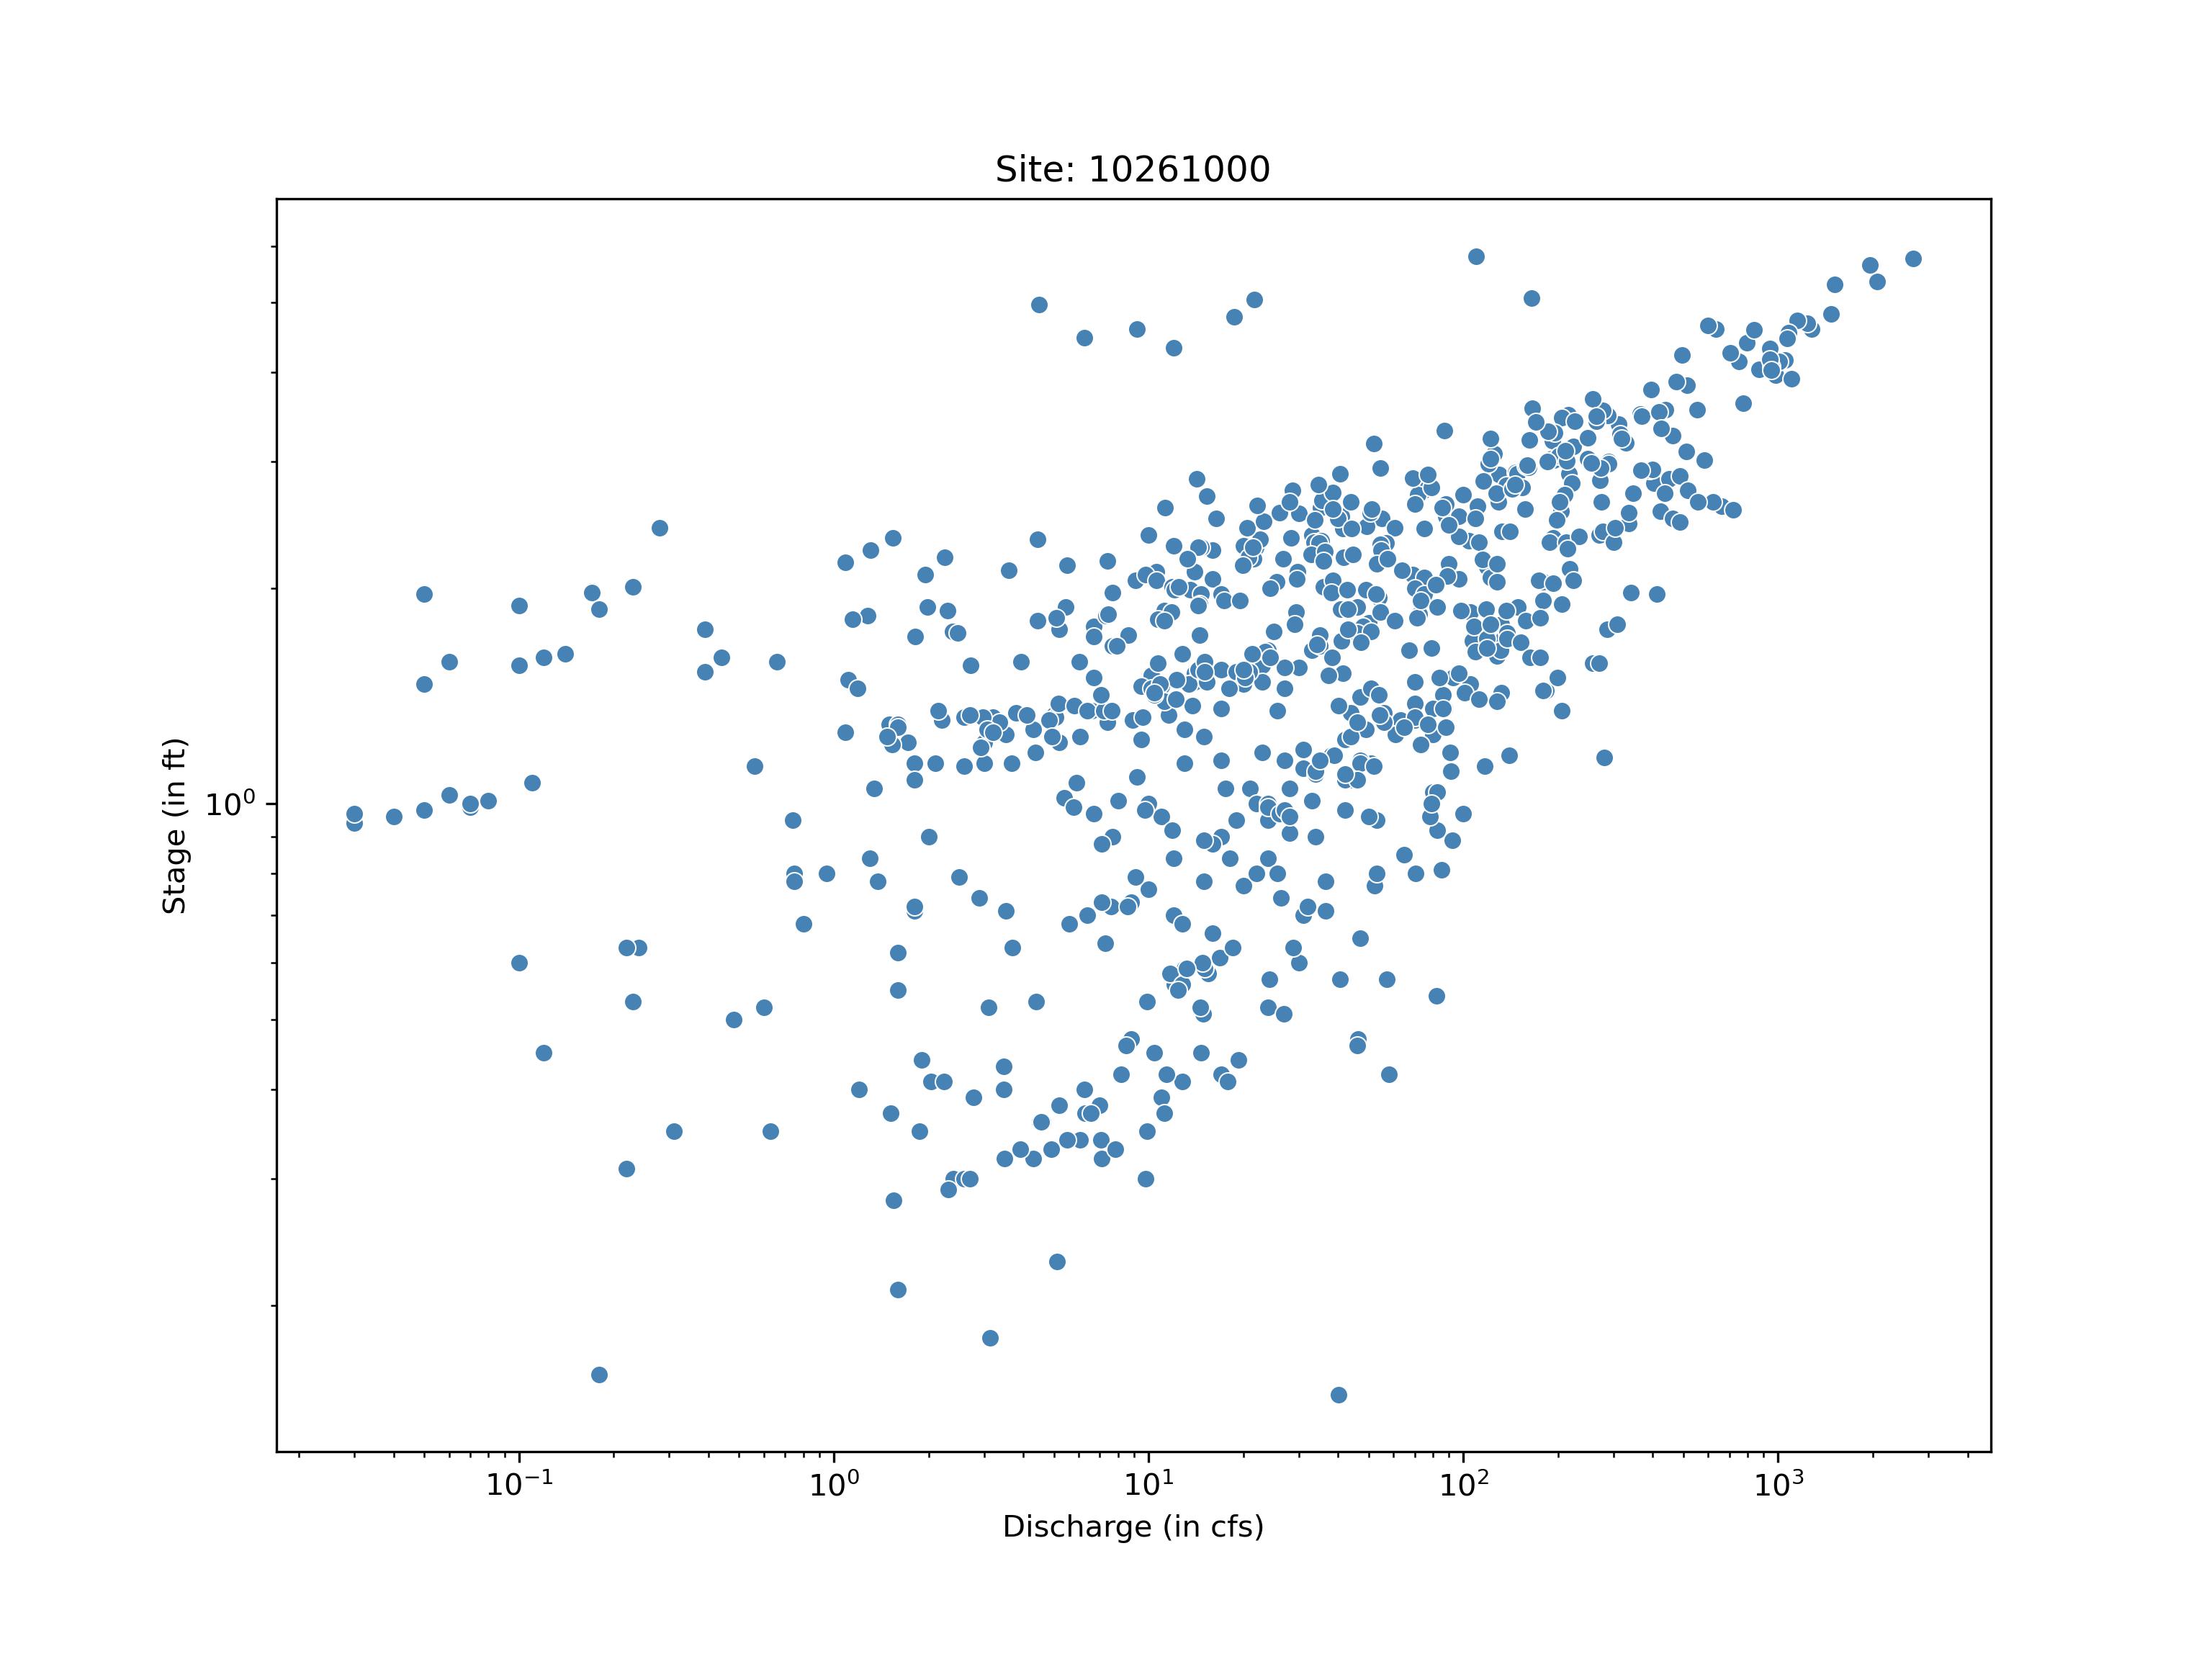 Site: 10261000
Stage (in ft)
10⁰
10⁻¹
10⁰
10¹
10²
10³
Discharge (in cfs)